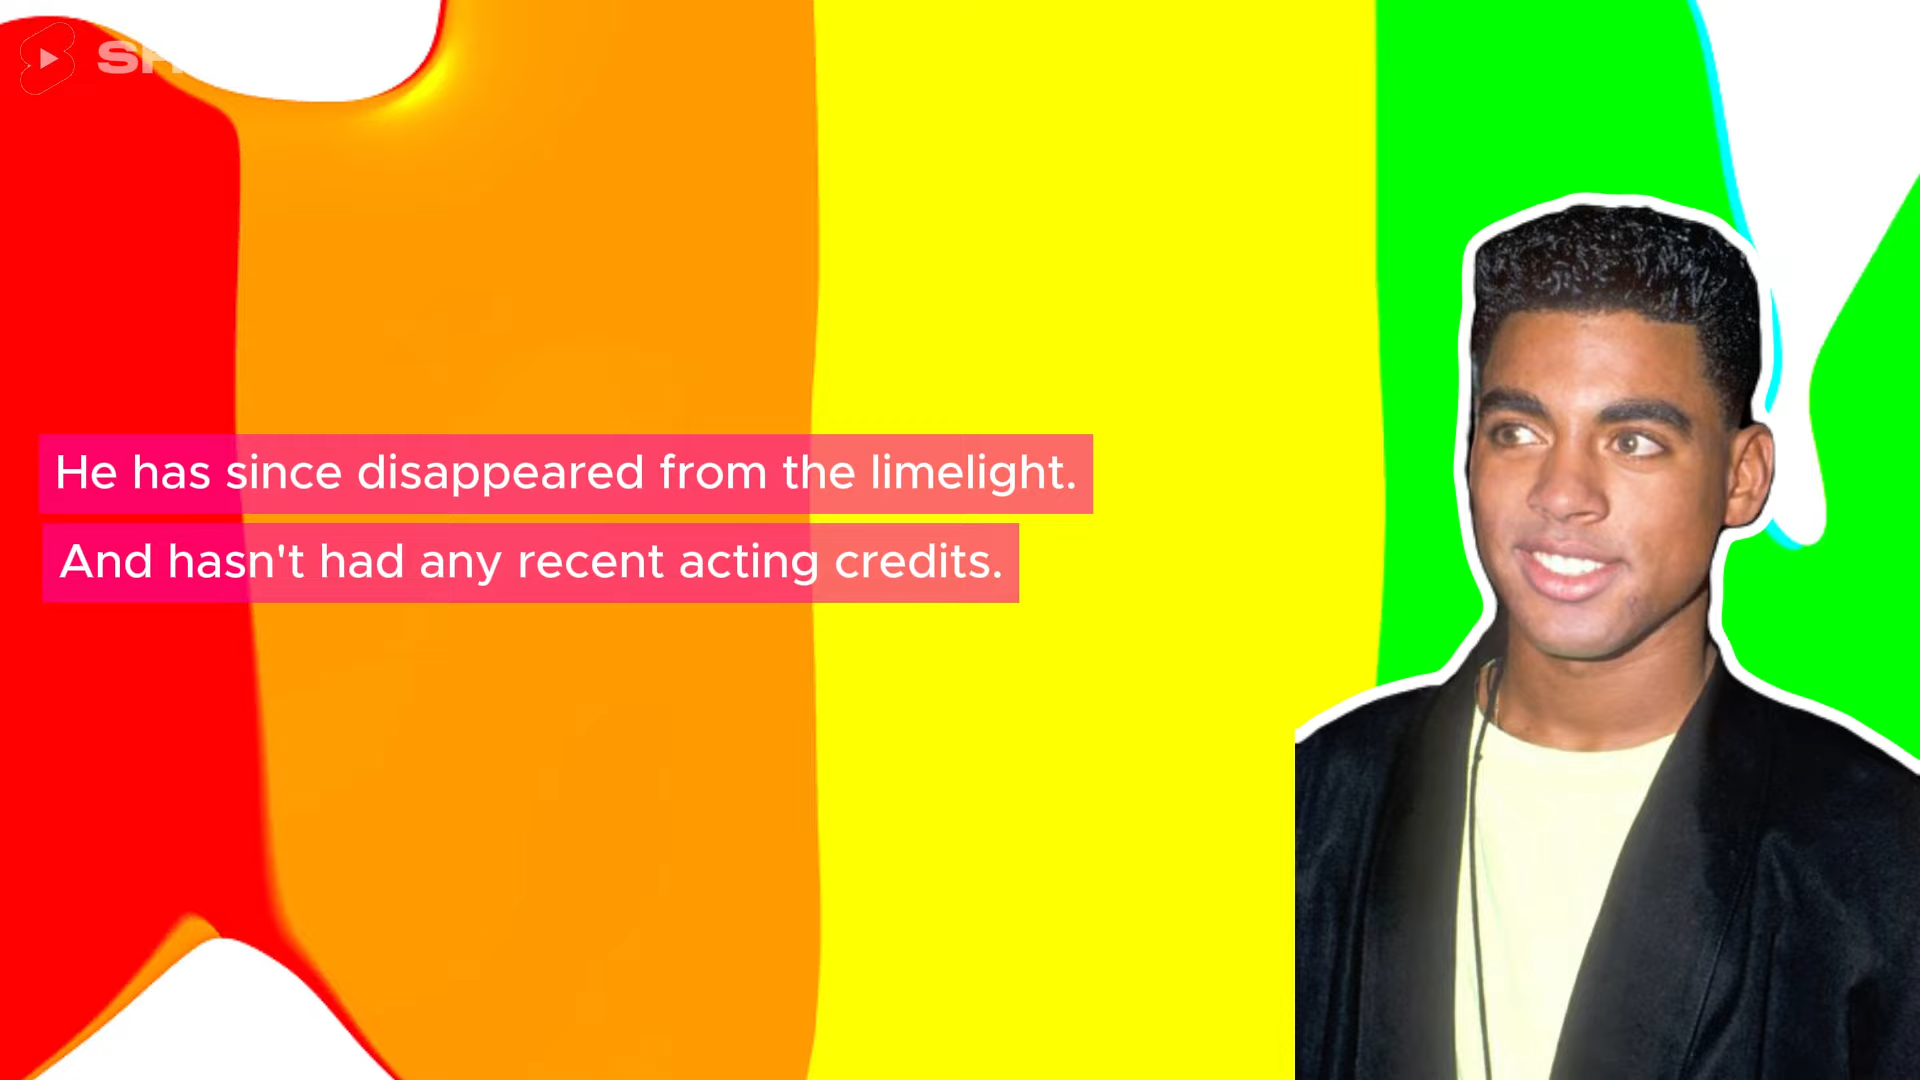 He has since disappeared from the limelight.
And hasn't had any recent acting credits.